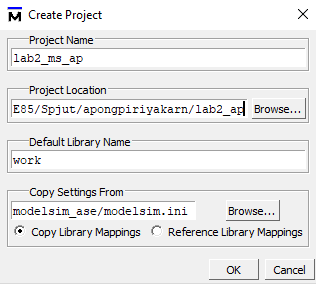 Create Project
Project Name
lab2_ms_ap
Project Location
E85/Spjut/apongpiriyakarn/lab2_ap
Browse...
Default Library Name
work
Copy Settings From
modelsim_ase/modelsim.ini
Browse...
Copy Library Mappings
Reference Library Mappings
OK
Cancel